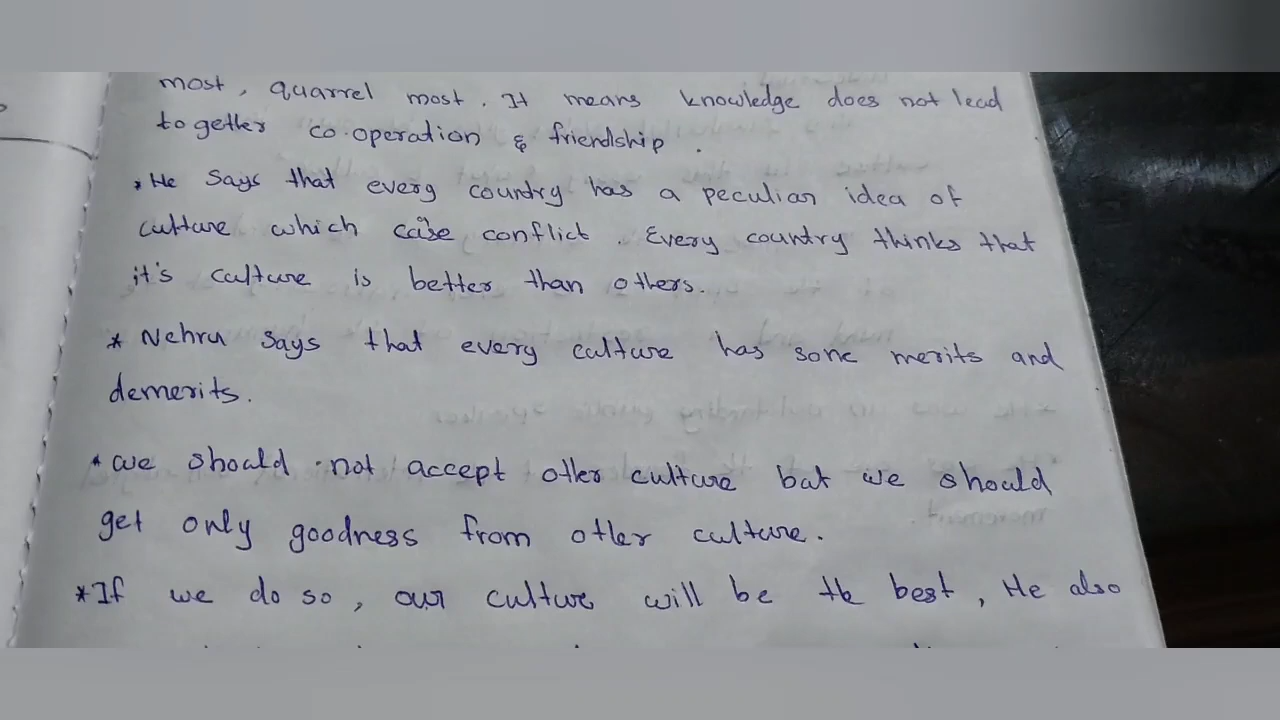 most, quarrel most. It means knowledge does not lead
together co.operation & friendship.
* He says that every country has a peculiar idea of
culture which cause conflict. Every country thinks that
it's culture is better than others.
* Nehru says that every culture has some merits and
demerits.
* We should not accept other culture but we should
get only goodness from other culture.
* If we do so, our culture will be the best, He also